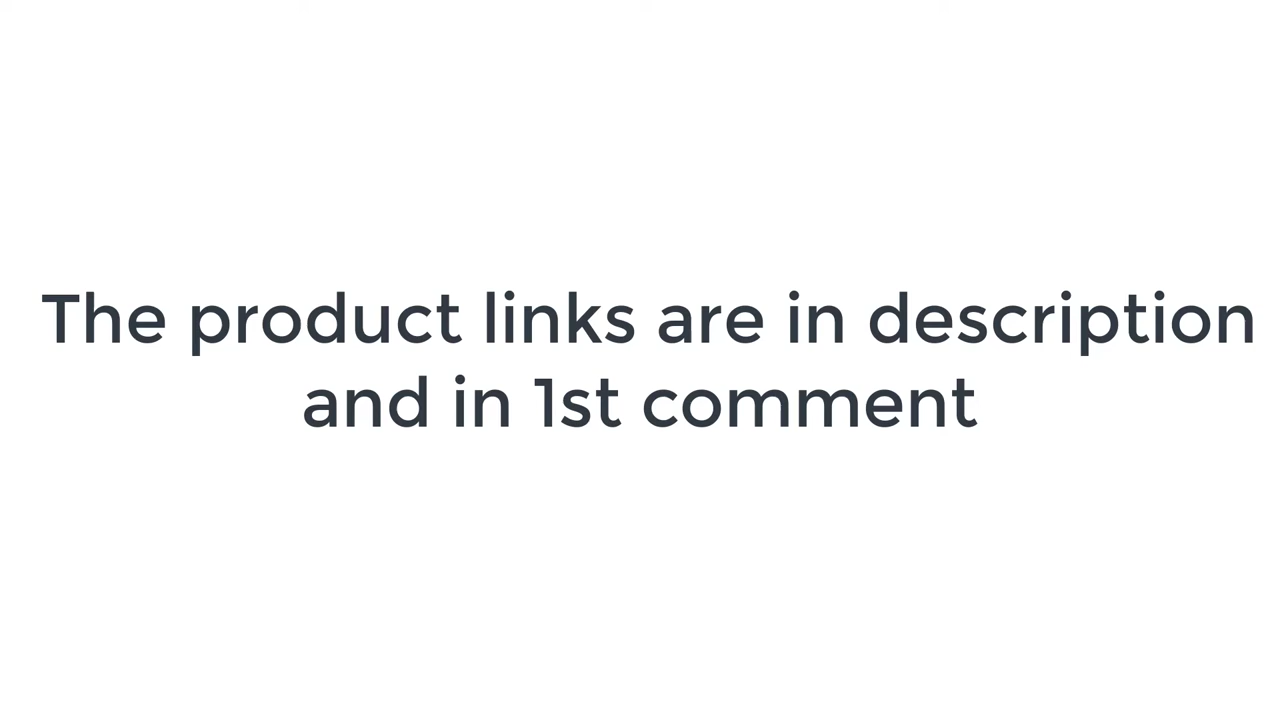 The product links are in description
and in 1st comment